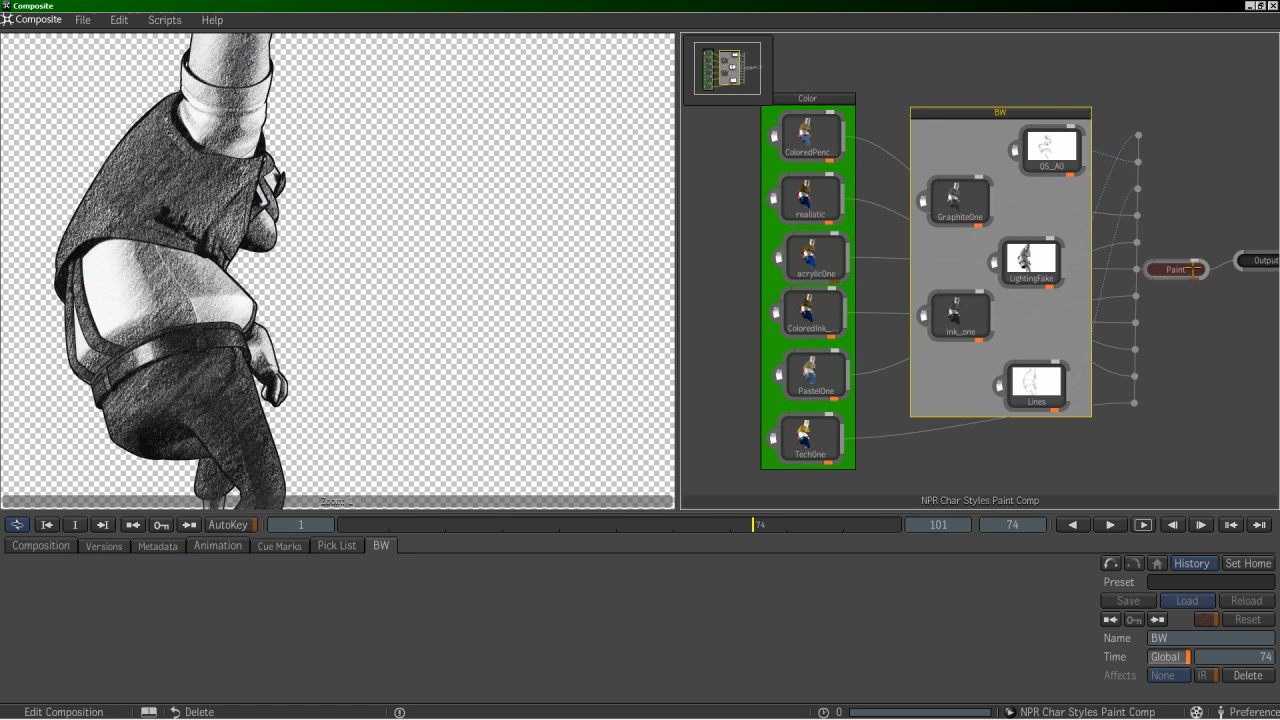 Composite
Composite File Edit Scripts Help
Color
BW
ColoredPenc...
QS_AO
realistic
GraphiteOne
acrylicOne
LightingFake
Paint
Output
ColoredInk_...
ink_one
PastelOne
Lines
TechOne
Zoom: 1
NPR Char Styles Paint Comp
AutoKey 1 74 101 74
Composition Versions Metadata Animation Cue Marks Pick List BW
History Set Home
Preset
Save Load Reload
Reset
Name BW
Time Global 74
Affects None IR Delete
Edit Composition Delete 0 NPR Char Styles Paint Comp Preference